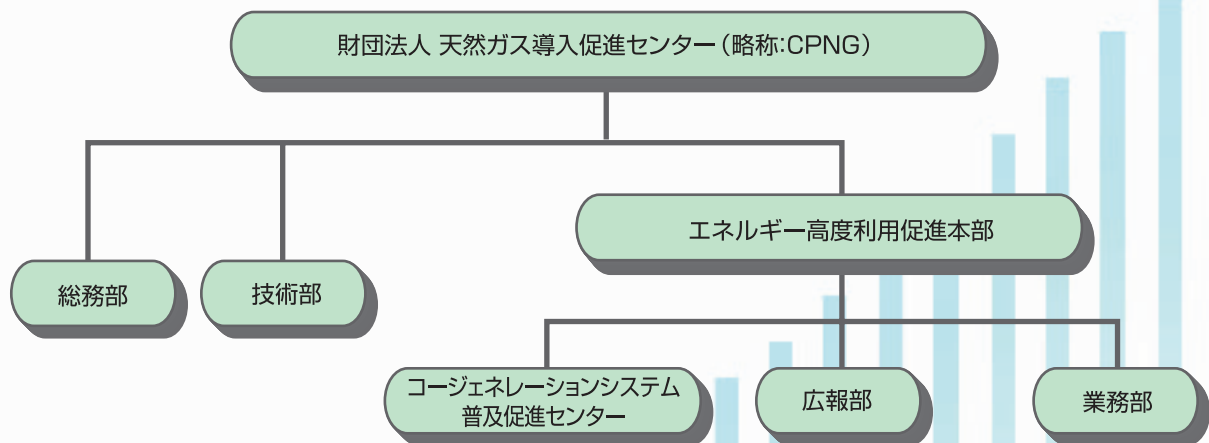 財団法人 天然ガス導入促進センター（略称:CPNG）
エネルギー高度利用促進本部
総務部
技術部
コージェネレーションシステム
普及促進センター
広報部
業務部